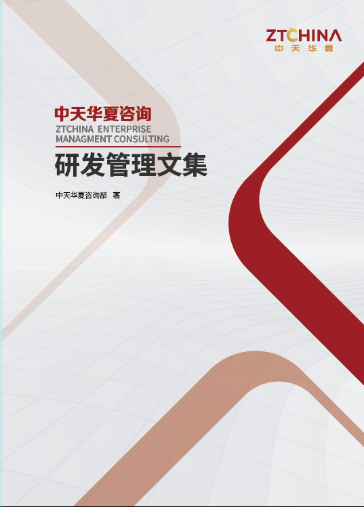 ZTCHINA
中天华夏
中天华夏咨询
ZTCHINA ENTERPRISE
MANAGMENT CONSULTING
研发管理文集
中天华夏咨询部 著